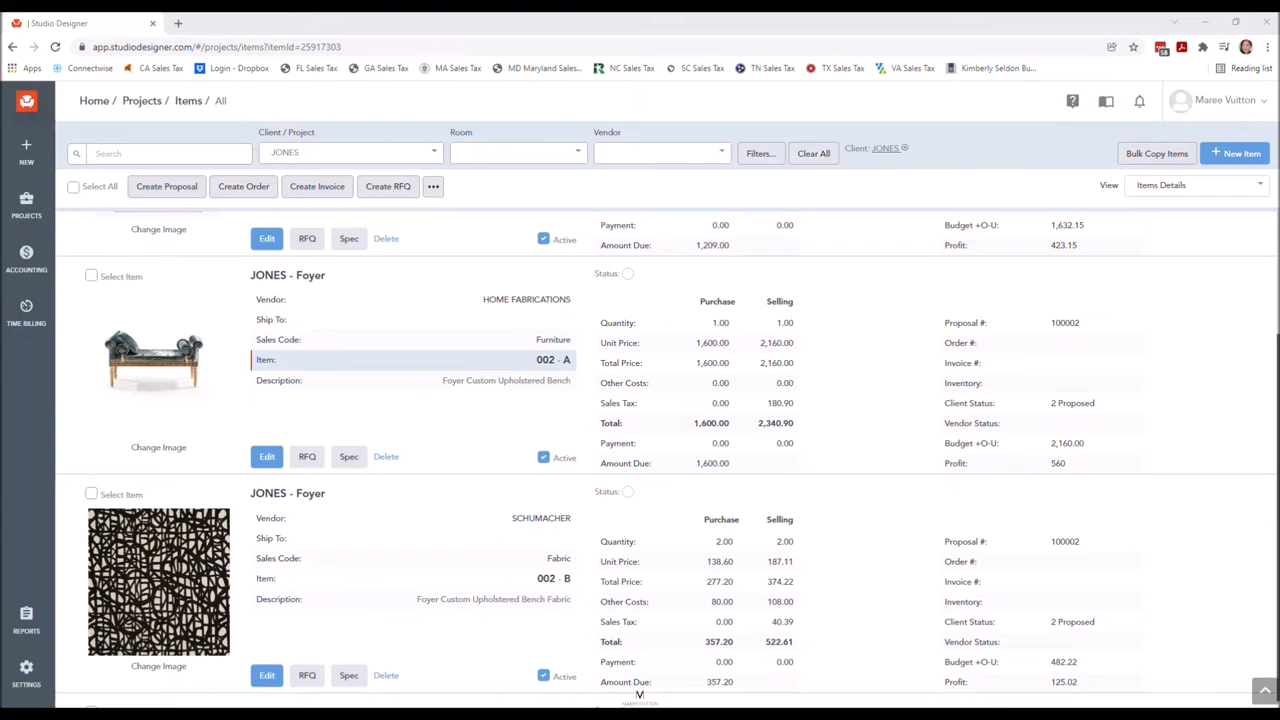 | Studio Designer
app.studiodesigner.com/#/projects/items?itemId=25917303
58
Apps Connectwise CA Sales Tax Login - Dropbox FL Sales Tax GA Sales Tax MA Sales Tax MD Maryland Sales... NC Sales Tax SC Sales Tax TN Sales Tax TX Sales Tax VA Sales Tax Kimberly Seldon Bu... Reading list
Home / Projects / Items / All
Maree Vuitton
NEW
PROJECTS
ACCOUNTING
TIME BILLING
REPORTS
SETTINGS
Client / Project Room Vendor
Search JONES Filters... Clear All Client: JONES Bulk Copy Items + New Item
Select All Create Proposal Create Order Create Invoice Create RFQ ••• View Items Details
Change Image
Payment: 0.00 0.00 Budget +O-U: 1,632.15
Edit RFQ Spec Delete Active Amount Due: 1,209.00 Profit: 423.15
Select Item JONES - Foyer Status:
Vendor: HOME FABRICATIONS Purchase Selling
Ship To: Quantity: 1.00 1.00 Proposal #: 100002
Sales Code: Furniture Unit Price: 1,600.00 2,160.00 Order #:
Item: 002 - A Total Price: 1,600.00 2,160.00 Invoice #:
Description: Foyer Custom Upholstered Bench Other Costs: 0.00 0.00 Inventory:
Sales Tax: 0.00 180.90 Client Status: 2 Proposed
Total: 1,600.00 2,340.90 Vendor Status:
Change Image Payment: 0.00 0.00 Budget +O-U: 2,160.00
Edit RFQ Spec Delete Active Amount Due: 1,600.00 Profit: 560
Select Item JONES - Foyer Status:
Vendor: SCHUMACHER Purchase Selling
Ship To: Quantity: 2.00 2.00 Proposal #: 100002
Sales Code: Fabric Unit Price: 138.60 187.11 Order #:
Item: 002 - B Total Price: 277.20 374.22 Invoice #:
Description: Foyer Custom Upholstered Bench Fabric Other Costs: 80.00 108.00 Inventory:
Sales Tax: 0.00 40.39 Client Status: 2 Proposed
Total: 357.20 522.61 Vendor Status:
Change Image Payment: 0.00 0.00 Budget +O-U: 482.22
Edit RFQ Spec Delete Active Amount Due: 357.20 Profit: 125.02